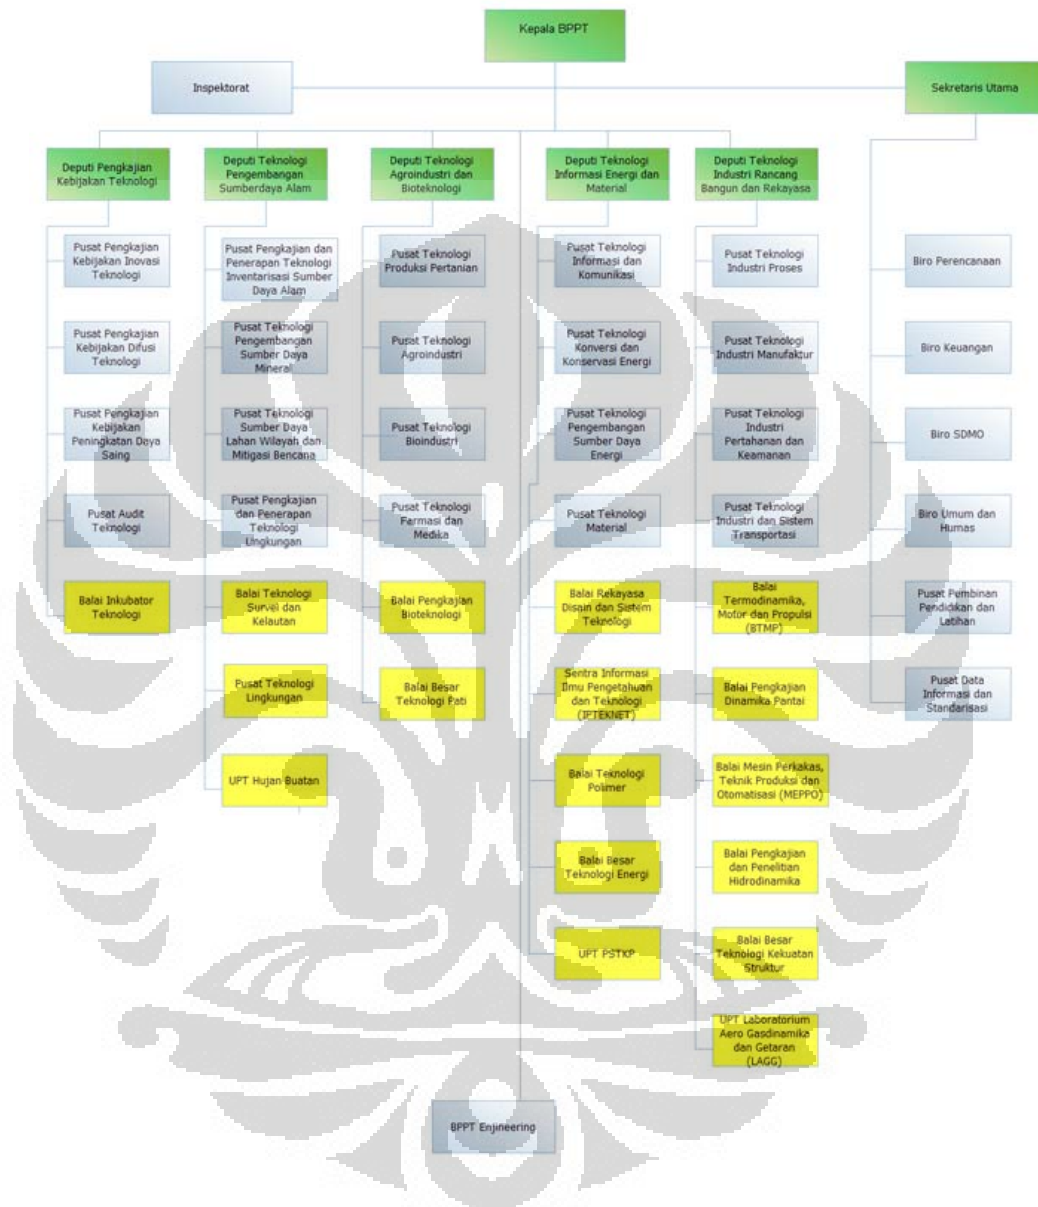 Kepala BPPT
Inspektorat
Sekretaris Utama
Deputi Pengkajian
Kebijakan Teknologi
Deputi Teknologi
Pengembangan
Sumberdaya Alam
Deputi Teknologi
Agroindustri dan
Bioteknologi
Deputi Teknologi
Informasi Energi dan
Material
Deputi Teknologi
Industri Rancang
Bangun dan Rekayasa
Pusat Pengkajian
Kebijakan Inovasi
Teknologi
Pusat Pengkajian dan
Penerapan Teknologi
Inventarisasi Sumber
Daya Alam
Pusat Teknologi
Produksi Pertanian
Pusat Teknologi
Informasi dan
Komunikasi
Pusat Teknologi
Industri Proses
Biro Perencanaan
Pusat Pengkajian
Kebijakan Difusi
Teknologi
Pusat Teknologi
Pengembangan
Sumber Daya
Mineral
Pusat Teknologi
Agroindustri
Pusat Teknologi
Konversi dan
Konservasi Energi
Pusat Teknologi
Industri Manufaktur
Biro Keuangan
Pusat Pengkajian
Kebijakan
Peningkatan Daya
Saing
Pusat Teknologi
Sumber Daya
Lahan Wilayah dan
Mitigasi Bencana
Pusat Teknologi
Bioindustri
Pusat Teknologi
Pengembangan
Sumber Daya
Energi
Pusat Teknologi
Industri
Pertahanan dan
Keamanan
Biro SDMO
Pusat Audit
Teknologi
Pusat Pengkajian
dan Penerapan
Teknologi
Lingkungan
Pusat Teknologi
Farmasi dan
Medika
Pusat Teknologi
Material
Pusat Teknologi
Industri dan Sistem
Transportasi
Biro Umum dan
Humas
Balai Inkubator
Teknologi
Balai Teknologi
Survei dan
Kelautan
Balai Pengkajian
Bioteknologi
Balai Rekayasa
Disain dan Sistem
Teknologi
Balai
Termodinamika,
Motor dan Propulsi
(BTMP)
Pusat Pembinan
Pendidikan dan
Latihan
Pusat Teknologi
Lingkungan
Balai Besar
Teknologi Pati
Sentra Informasi
Ilmu Pengetahuan
dan Teknologi
(IPTEKNET)
Balai Pengkajian
Dinamika Pantai
Pusat Data
Informasi dan
Standarisasi
UPT Hujan Buatan
Balai Teknologi
Polimer
Balai Mesin Perkakas,
Teknik Produksi dan
Otomatisasi (MEPPO)
Balai Besar
Teknologi Energi
Balai Pengkajian
dan Penelitian
Hidrodinamika
UPT PSTKP
Balai Besar
Teknologi Kekuatan
Struktur
UPT Laboratorium
Aero Gasdinamika
dan Getaran
(LAGG)
BPPT Enjineering